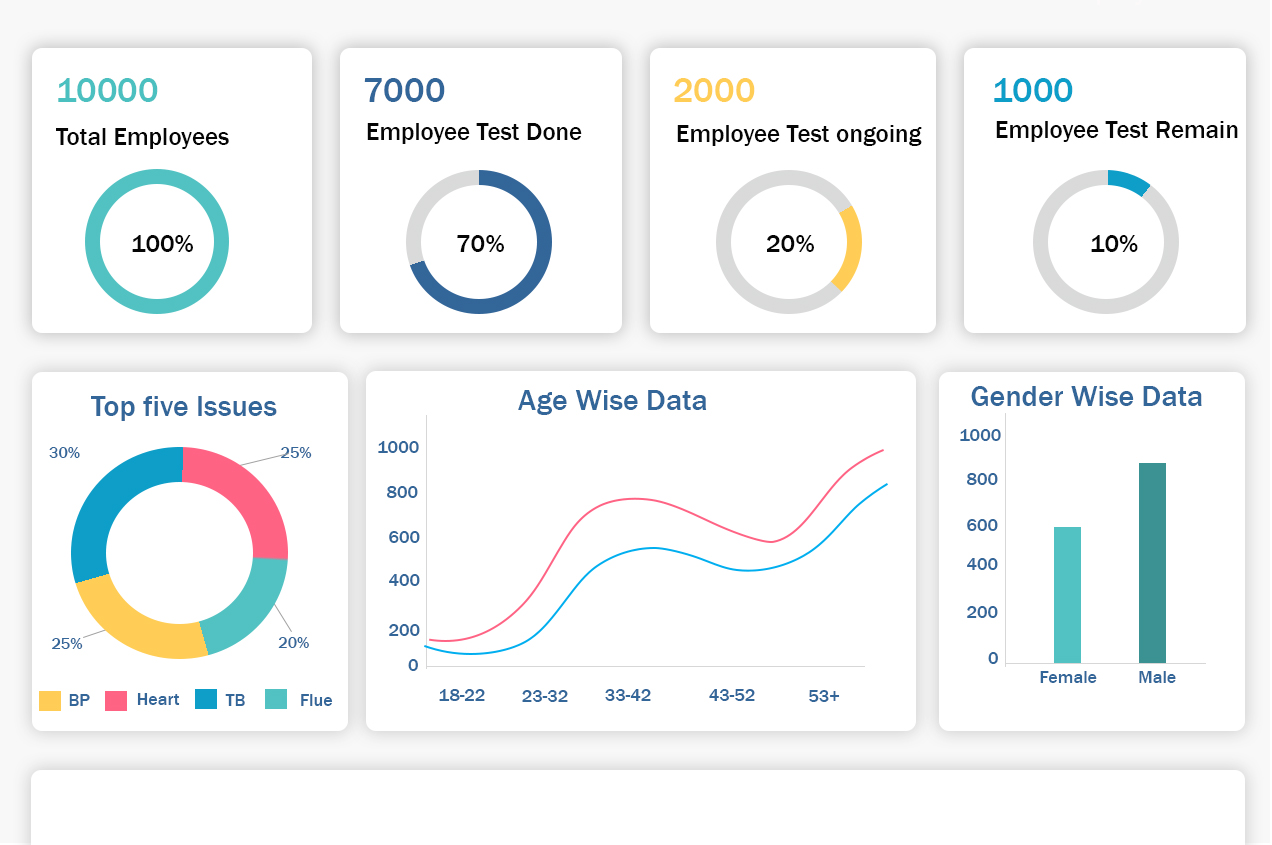 10000
Total Employees
100%
7000
Employee Test Done
70%
2000
Employee Test ongoing
20%
1000
Employee Test Remain
10%
Top five Issues
30%
25%
25%
20%
BP
Heart
TB
Flue
Age Wise Data
1000
800
600
400
200
0
18-22
23-32
33-42
43-52
53+
Gender Wise Data
1000
800
600
400
200
0
Female
Male